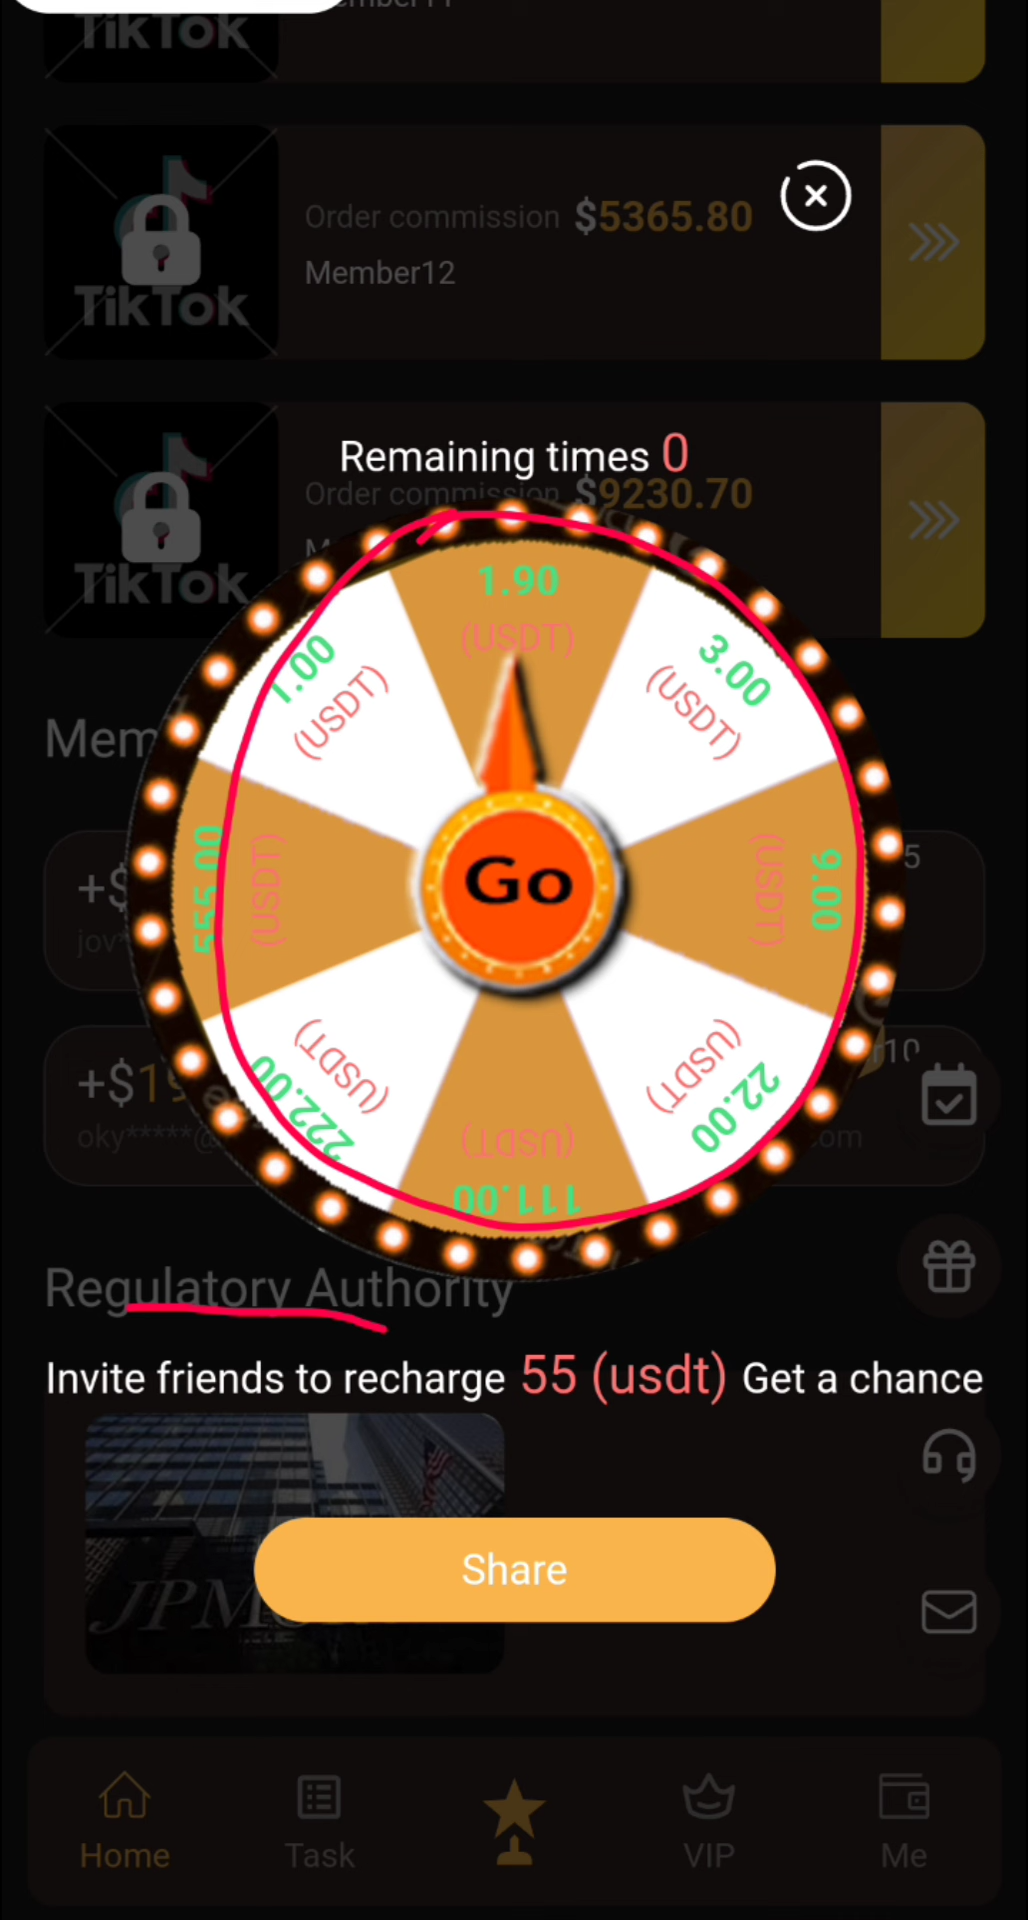 TikTok
Order commission $5365.80
Member12
TikTok
Remaining times 0
Order commission $9230.70
TikTok
1.90
(USDT)
3.00
(USDT)
9.00
(USDT)
22.00
(USDT)
111.00
(USDT)
222.00
(USDT)
555.00
(USDT)
1.00
(USDT)
Go
+$
+$
Regulatory Authority
Invite friends to recharge 55 (usdt) Get a chance
Share
Home
Task
VIP
Me